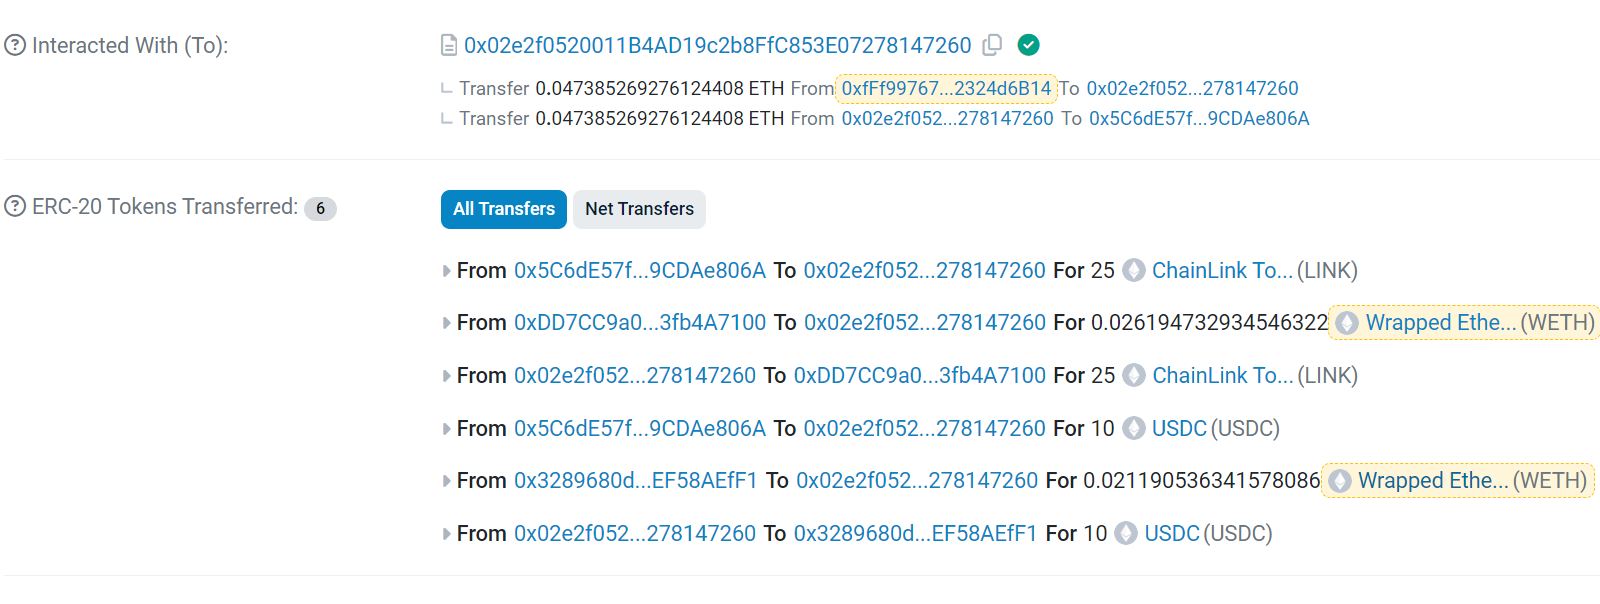 Interacted With (To):
0x02e2f0520011B4AD19c2b8FfC853E07278147260
Transfer 0.047385269276124408 ETH From 0xfFf99767...2324d6B14 To 0x02e2f052...278147260
Transfer 0.047385269276124408 ETH From 0x02e2f052...278147260 To 0x5C6dE57f...9CDAe806A
ERC-20 Tokens Transferred: 6
All Transfers Net Transfers
From 0x5C6dE57f...9CDAe806A To 0x02e2f052...278147260 For 25 ChainLink To... (LINK)
From 0xDD7CC9a0...3fb4A7100 To 0x02e2f052...278147260 For 0.026194732934546322 Wrapped Ethe... (WETH)
From 0x02e2f052...278147260 To 0xDD7CC9a0...3fb4A7100 For 25 ChainLink To... (LINK)
From 0x5C6dE57f...9CDAe806A To 0x02e2f052...278147260 For 10 USDC (USDC)
From 0x3289680d...EF58AEfF1 To 0x02e2f052...278147260 For 0.021190536341578086 Wrapped Ethe... (WETH)
From 0x02e2f052...278147260 To 0x3289680d...EF58AEfF1 For 10 USDC (USDC)